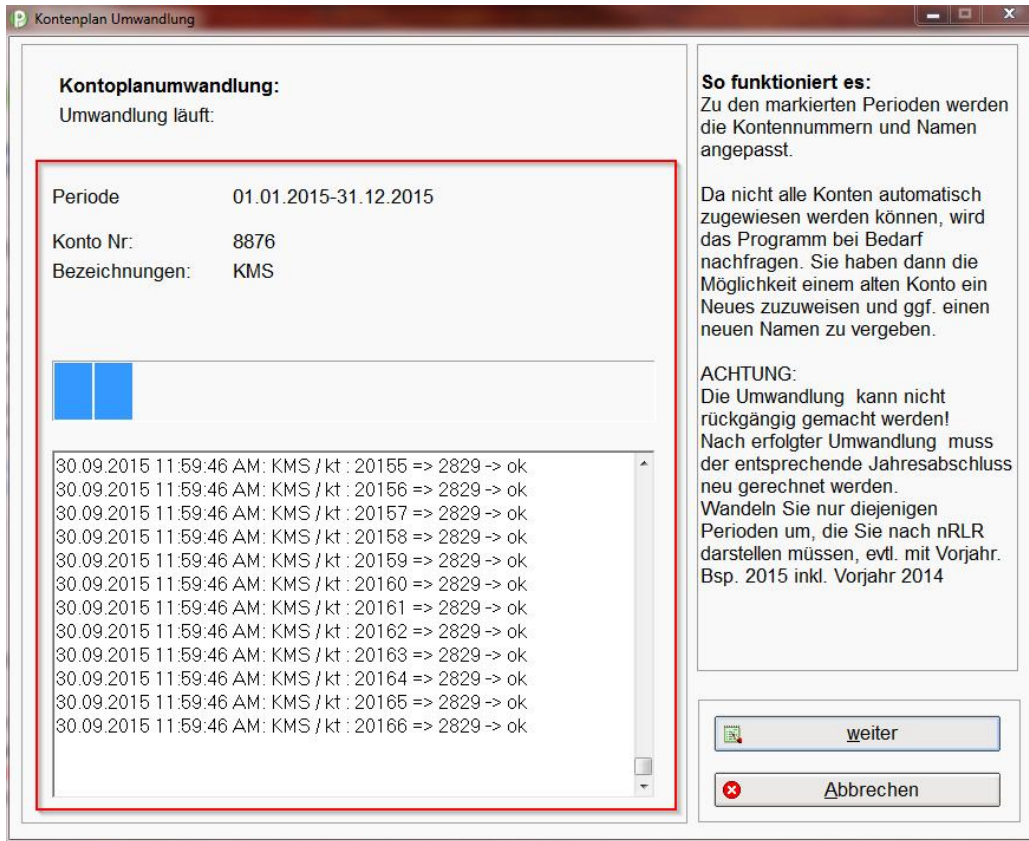 Kontenplan Umwandlung
Kontoplanumwandlung:
Umwandlung läuft:
Periode 01.01.2015-31.12.2015
Konto Nr: 8876
Bezeichnungen: KMS
30.09.2015 11:59:46 AM: KMS / kt : 20155 => 2829 -> ok
30.09.2015 11:59:46 AM: KMS / kt : 20156 => 2829 -> ok
30.09.2015 11:59:46 AM: KMS / kt : 20157 => 2829 -> ok
30.09.2015 11:59:46 AM: KMS / kt : 20158 => 2829 -> ok
30.09.2015 11:59:46 AM: KMS / kt : 20159 => 2829 -> ok
30.09.2015 11:59:46 AM: KMS / kt : 20160 => 2829 -> ok
30.09.2015 11:59:46 AM: KMS / kt : 20161 => 2829 -> ok
30.09.2015 11:59:46 AM: KMS / kt : 20162 => 2829 -> ok
30.09.2015 11:59:46 AM: KMS / kt : 20163 => 2829 -> ok
30.09.2015 11:59:46 AM: KMS / kt : 20164 => 2829 -> ok
30.09.2015 11:59:46 AM: KMS / kt : 20165 => 2829 -> ok
30.09.2015 11:59:46 AM: KMS / kt : 20166 => 2829 -> ok
So funktioniert es:
Zu den markierten Perioden werden
die Kontennummern und Namen
angepasst.
Da nicht alle Konten automatisch
zugewiesen werden können, wird
das Programm bei Bedarf
nachfragen. Sie haben dann die
Möglichkeit einem alten Konto ein
Neues zuzuweisen und ggf. einen
neuen Namen zu vergeben.
ACHTUNG:
Die Umwandlung kann nicht
rückgängig gemacht werden!
Nach erfolgter Umwandlung muss
der entsprechende Jahresabschluss
neu gerechnet werden.
Wandeln Sie nur diejenigen
Perioden um, die Sie nach nRLR
darstellen müssen, evtl. mit Vorjahr.
Bsp. 2015 inkl. Vorjahr 2014
weiter
Abbrechen